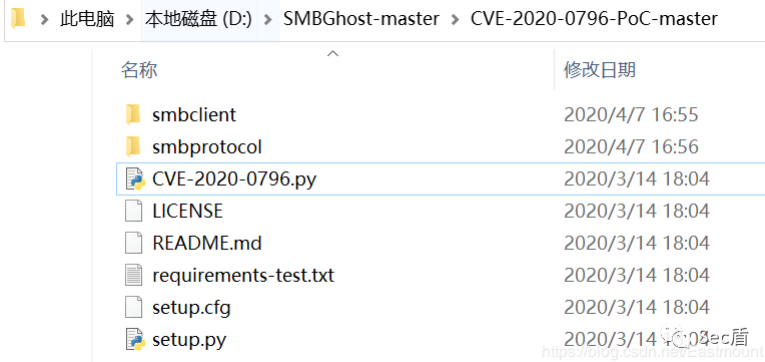 此电脑 > 本地磁盘 (D:) > SMBGhost-master > CVE-2020-0796-PoC-master
名称 修改日期
smbclient 2020/4/7 16:55
smbprotocol 2020/4/7 16:56
CVE-2020-0796.py 2020/3/14 18:04
LICENSE 2020/3/14 18:04
README.md 2020/3/14 18:04
requirements-test.txt 2020/3/14 18:04
setup.cfg 2020/3/14 18:04
setup.py 2020/3/14 18:04
Sec盾
https://blog.csdn.net/Eastmount